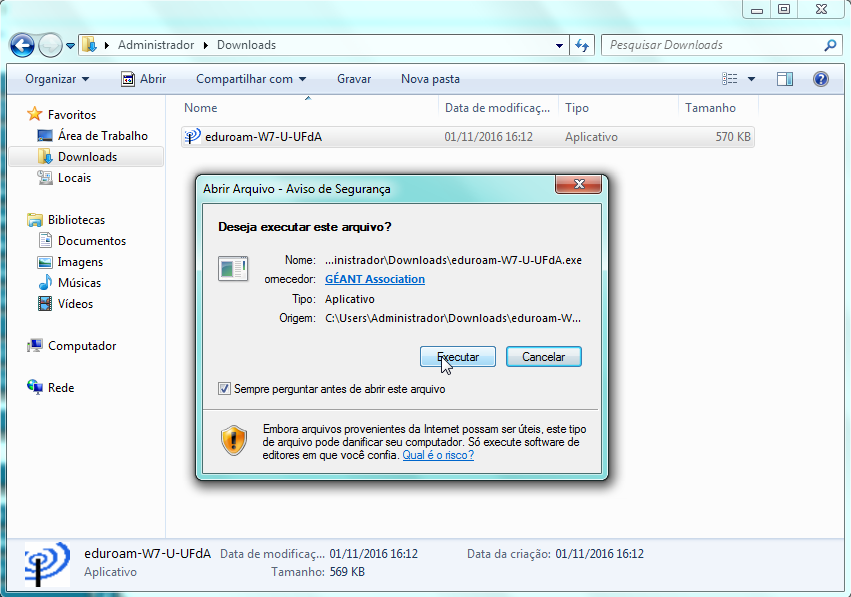 Administrador Downloads
Pesquisar Downloads
Organizar Abrir Compartilhar com Gravar Nova pasta
Nome Data de modificaç... Tipo Tamanho
eduroam-W7-U-UFdA 01/11/2016 16:12 Aplicativo 570 KB
Favoritos
Área de Trabalho
Downloads
Locais
Bibliotecas
Documentos
Imagens
Músicas
Vídeos
Computador
Rede
Abrir Arquivo - Aviso de Segurança
Deseja executar este arquivo?
Nome: ...inistrador\Downloads\eduroam-W7-U-UFdA.exe
ornecedor: GÉANT Association
Tipo: Aplicativo
Origem: C:\Users\Administrador\Downloads\eduroam-W...
Executar Cancelar
Sempre perguntar antes de abrir este arquivo
Embora arquivos provenientes da Internet possam ser úteis, este tipo
de arquivo pode danificar seu computador. Só execute software de
editores em que você confia. Qual é o risco?
eduroam-W7-U-UFdA Data de modificaç... 01/11/2016 16:12 Data da criação: 01/11/2016 16:12
Aplicativo Tamanho: 569 KB